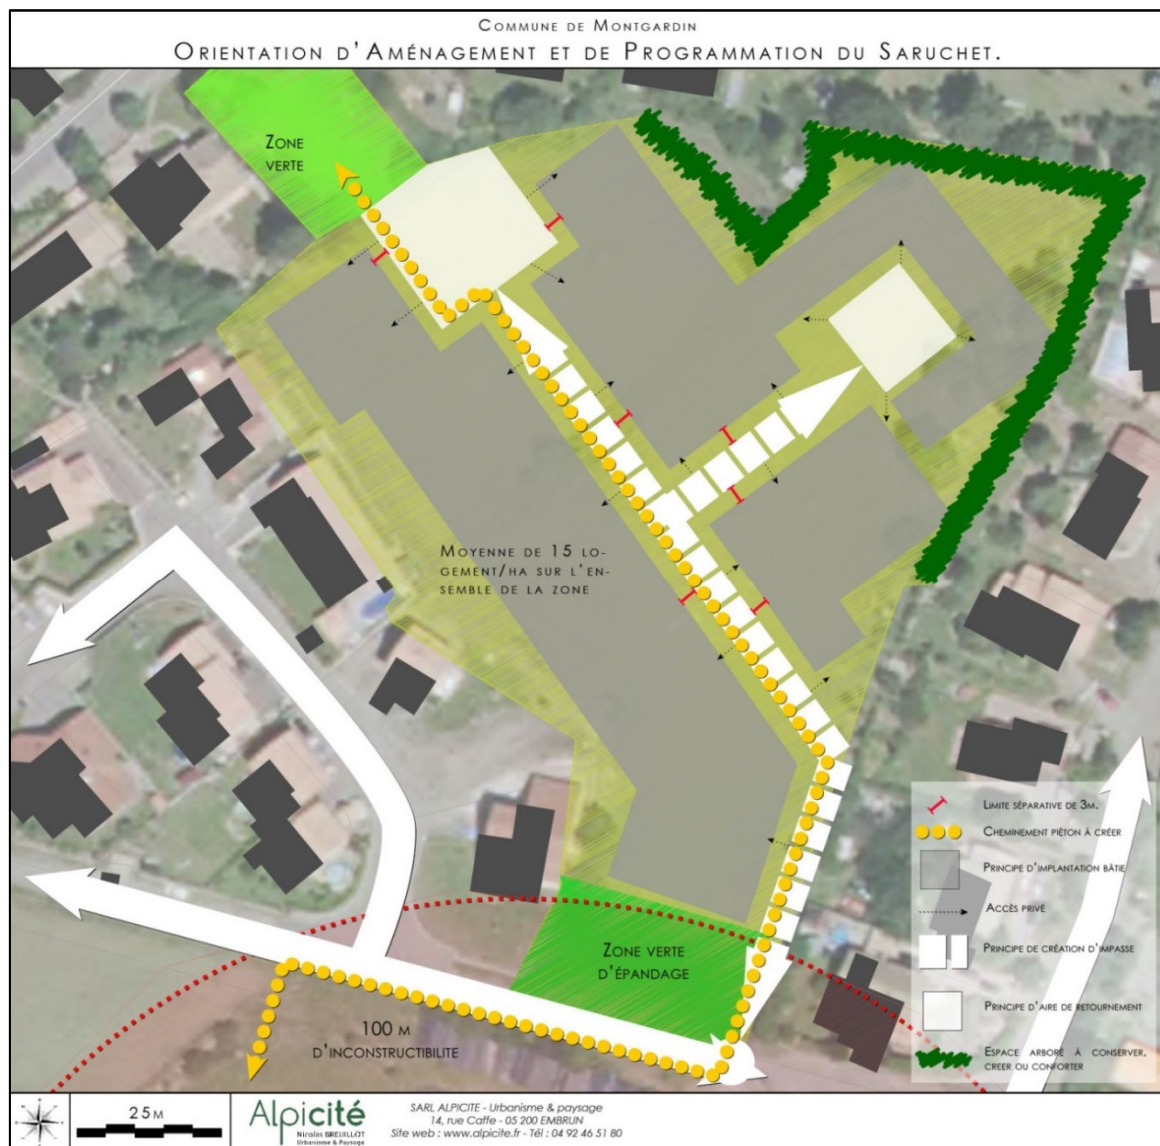 Commune de Montgardin
Orientation d'Aménagement et de Programmation du Saruchet.
Zone
verte
Moyenne de 15 lo-
gement/ha sur l'en-
semble de la zone
Zone verte
d'épandage
100 m
d'inconstructibilite
Limite séparative de 3m.
Cheminement pièton à créer
Principe d'implantation bâtie
Accès privé
Principe de création d'impasse
Principe d'aire de retournement
Espace arboré à conserver,
creer ou conforter
25m
Alpicité
Nicolas BREUILLOT
Urbanisme & Paysage
SARL ALPICITE - Urbanisme & paysage
14, rue Caffe - 05 200 EMBRUN
Site web : www.alpicite.fr - Tél : 04 92 46 51 80